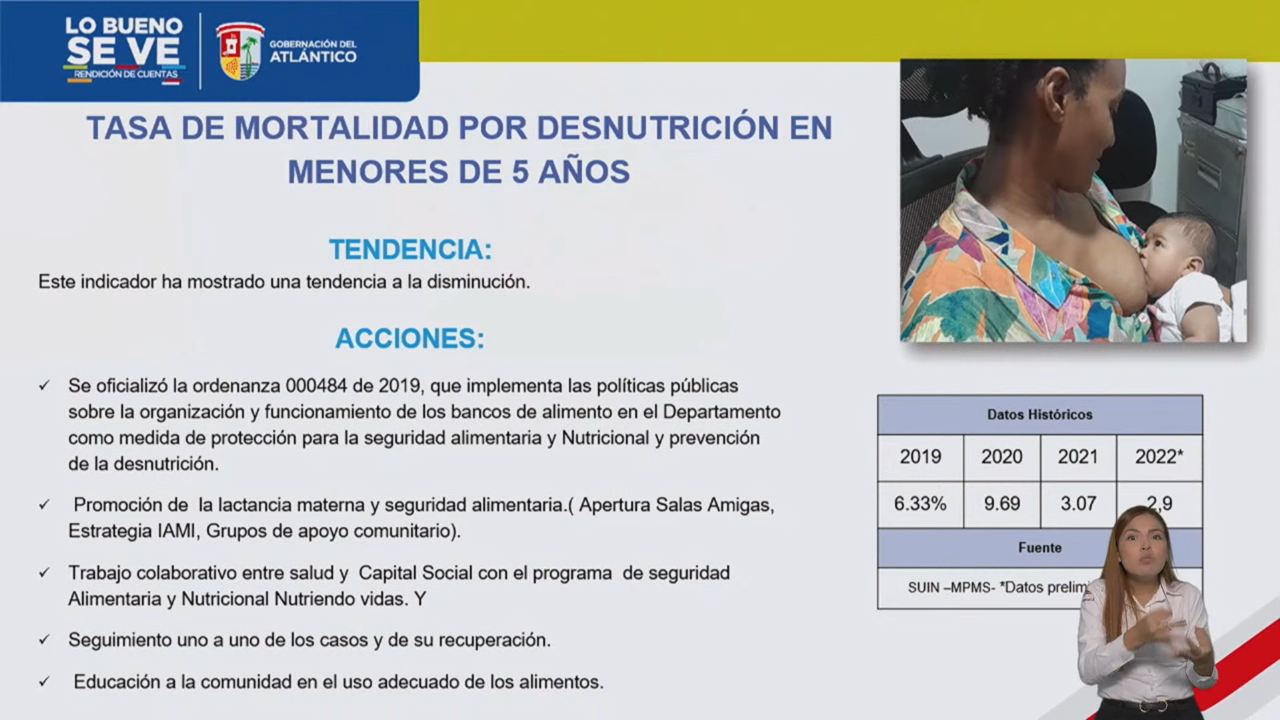 LO BUENO
SE VE
RENDICIÓN DE CUENTAS
GOBERNACIÓN DEL
ATLÁNTICO
TASA DE MORTALIDAD POR DESNUTRICIÓN EN
MENORES DE 5 AÑOS
TENDENCIA:
Este indicador ha mostrado una tendencia a la disminución.
ACCIONES:
✓ Se oficializó la ordenanza 000484 de 2019, que implementa las políticas públicas
sobre la organización y funcionamiento de los bancos de alimento en el Departamento
como medida de protección para la seguridad alimentaria y Nutricional y prevención
de la desnutrición.
✓ Promoción de la lactancia materna y seguridad alimentaria.( Apertura Salas Amigas,
Estrategia IAMI, Grupos de apoyo comunitario).
✓ Trabajo colaborativo entre salud y Capital Social con el programa de seguridad
Alimentaria y Nutricional Nutriendo vidas. Y
✓ Seguimiento uno a uno de los casos y de su recuperación.
✓ Educación a la comunidad en el uso adecuado de los alimentos.
Datos Históricos
2019 2020 2021 2022*
6.33% 9.69 3.07 2,9
Fuente
SUIN –MPMS- *Datos